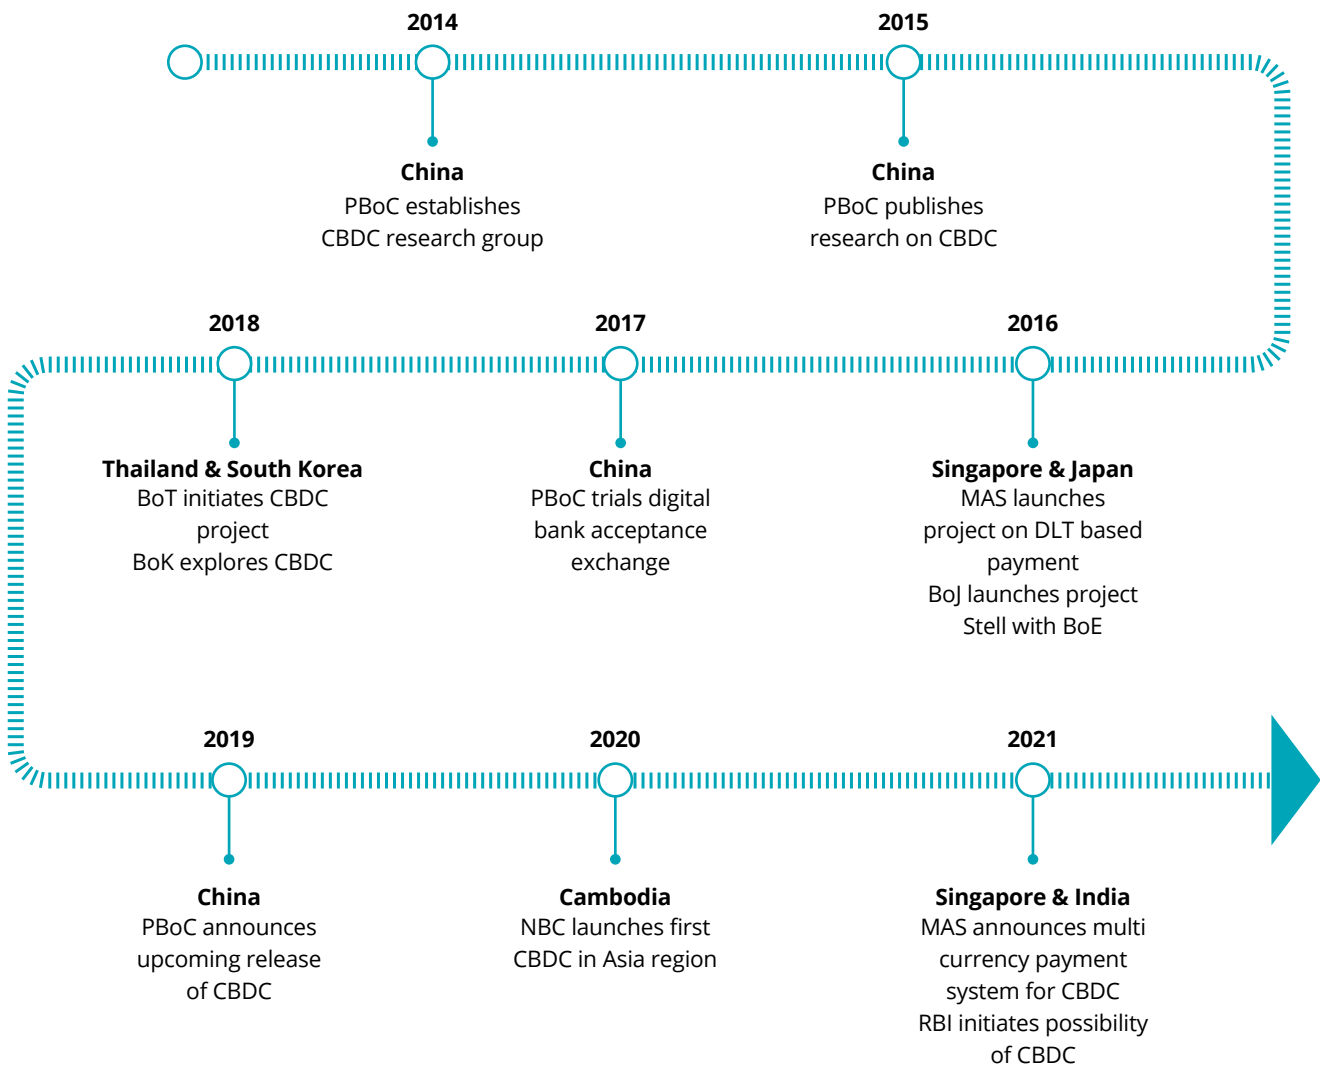 2014
2015
China
PBoC establishes
CBDC research group
China
PBoC publishes
research on CBDC
2018
2017
2016
Thailand & South Korea
BoT initiates CBDC
project
BoK explores CBDC
China
PBoC trials digital
bank acceptance
exchange
Singapore & Japan
MAS launches
project on DLT based
payment
BoJ launches project
Stell with BoE
2019
2020
2021
China
PBoC announces
upcoming release
of CBDC
Cambodia
NBC launches first
CBDC in Asia region
Singapore & India
MAS announces multi
currency payment
system for CBDC
RBI initiates possibility
of CBDC